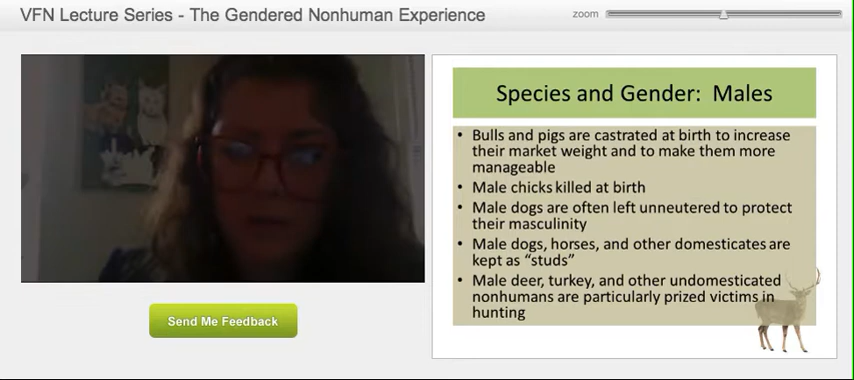 VFN Lecture Series - The Gendered Nonhuman Experience
zoom
Send Me Feedback
Species and Gender: Males
• Bulls and pigs are castrated at birth to increase
their market weight and to make them more
manageable
• Male chicks killed at birth
• Male dogs are often left unneutered to protect
their masculinity
• Male dogs, horses, and other domesticates are
kept as “studs”
• Male deer, turkey, and other undomesticated
nonhumans are particularly prized victims in
hunting